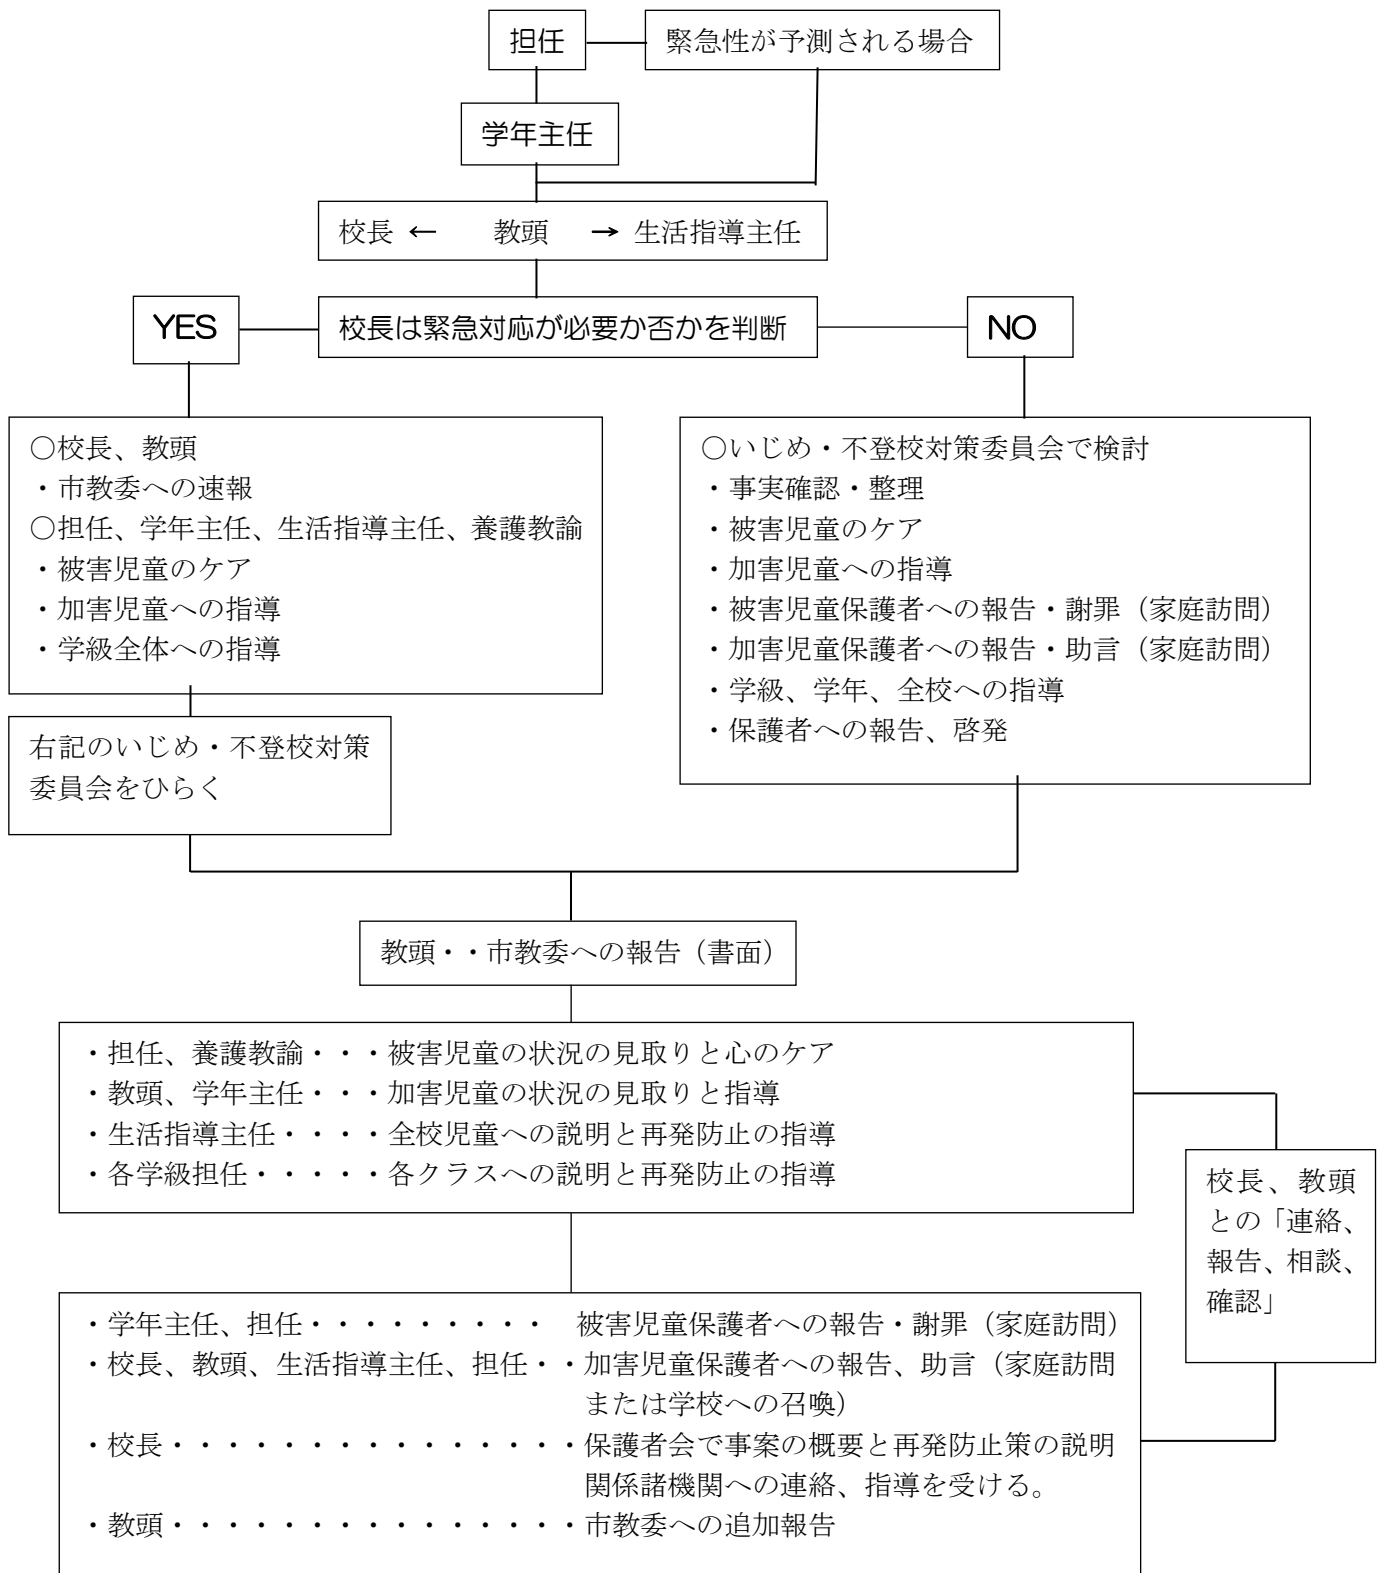 担任
緊急性が予測される場合
学年主任
校長 ← 教頭 → 生活指導主任
YES
校長は緊急対応が必要か否かを判断
NO
○校長、教頭
・市教委への速報
○担任、学年主任、生活指導主任、養護教諭
・被害児童のケア
・加害児童への指導
・学級全体への指導
右記のいじめ・不登校対策
委員会をひらく
○いじめ・不登校対策委員会で検討
・事実確認・整理
・被害児童のケア
・加害児童への指導
・被害児童保護者への報告・謝罪（家庭訪問）
・加害児童保護者への報告・助言（家庭訪問）
・学級、学年、全校への指導
・保護者への報告、啓発
教頭・・市教委への報告（書面）
・担任、養護教諭・・・被害児童の状況の見取りと心のケア
・教頭、学年主任・・・加害児童の状況の見取りと指導
・生活指導主任・・・・全校児童への説明と再発防止の指導
・各学級担任・・・・・各クラスへの説明と再発防止の指導
校長、教頭
との「連絡、
報告、相談、
確認」
・学年主任、担任・・・・・・・・・ 被害児童保護者への報告・謝罪（家庭訪問）
・校長、教頭、生活指導主任、担任・・加害児童保護者への報告、助言（家庭訪問
または学校への召喚）
・校長・・・・・・・・・・・・・・・保護者会で事案の概要と再発防止策の説明
関係諸機関への連絡、指導を受ける。
・教頭・・・・・・・・・・・・・・・市教委への追加報告